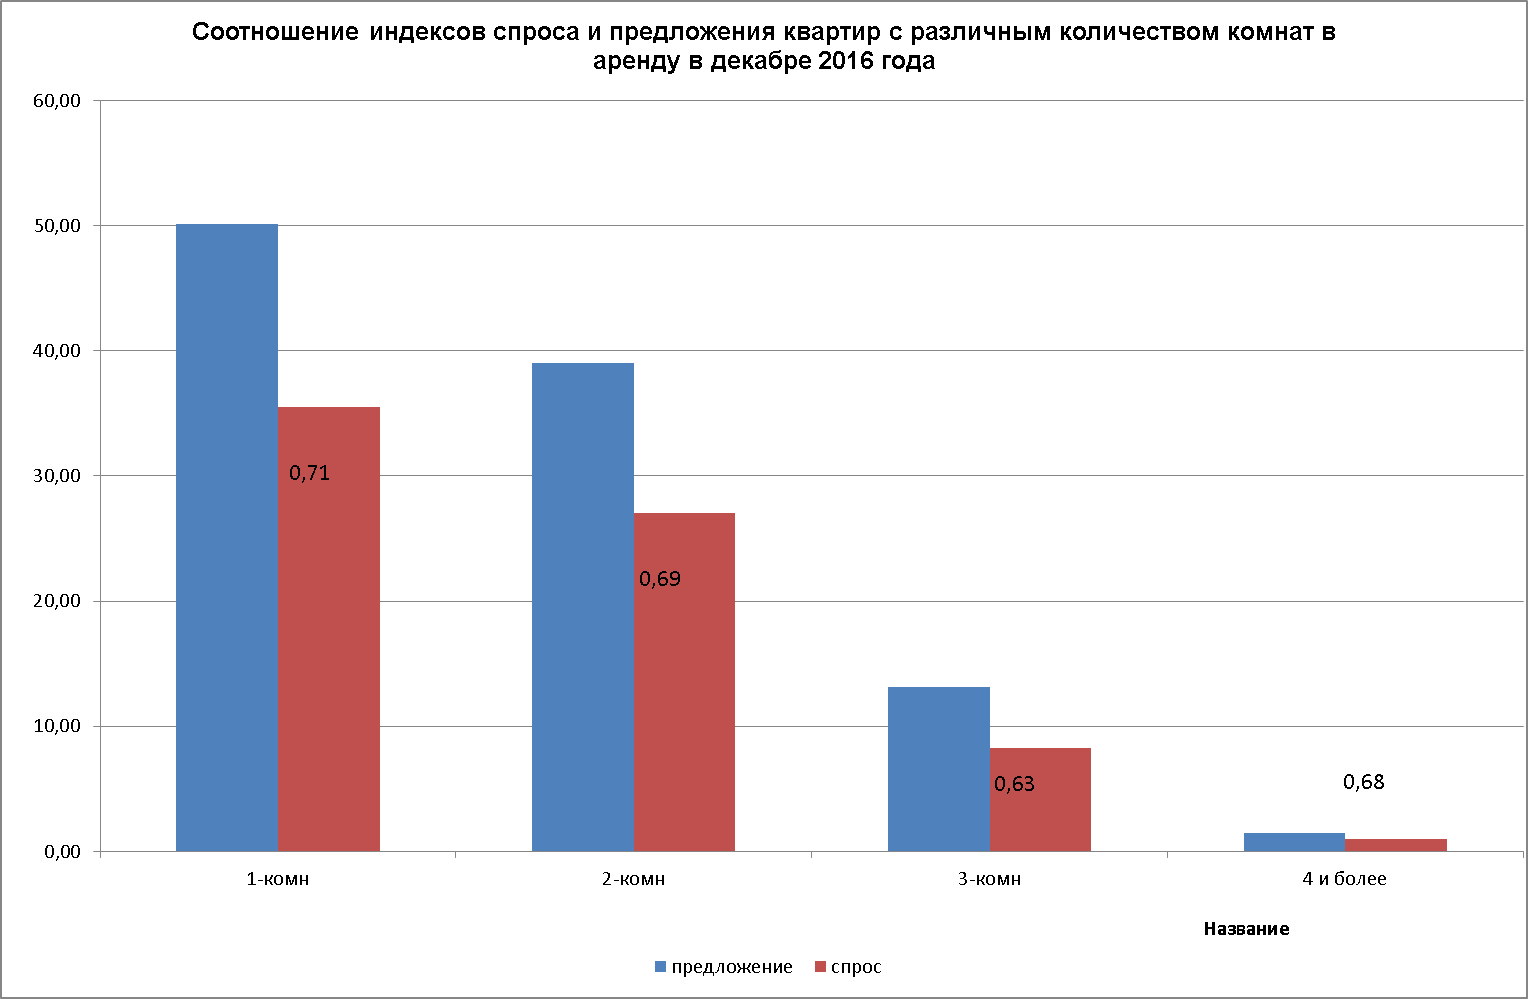 Соотношение индексов спроса и предложения квартир с различным количеством комнат в
аренду в декабре 2016 года
60,00
50,00
40,00
30,00
20,00
10,00
0,00
0,71
0,69
0,63
0,68
1-комн
2-комн
3-комн
4 и более
Название
предложение
спрос